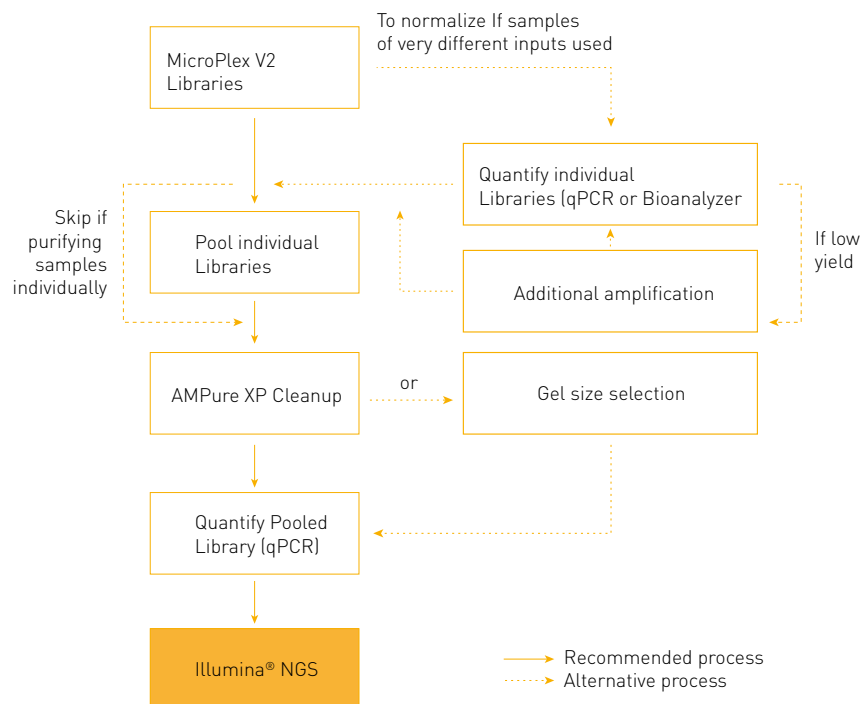 To normalize If samples
of very different inputs used
MicroPlex V2
Libraries
Quantify individual
Libraries (qPCR or Bioanalyzer
Skip if
purifying
samples
individually
Pool individual
Libraries
If low
yield
Additional amplification
AMPure XP Cleanup
or
Gel size selection
Quantify Pooled
Library (qPCR)
Illumina® NGS
Recommended process
Alternative process